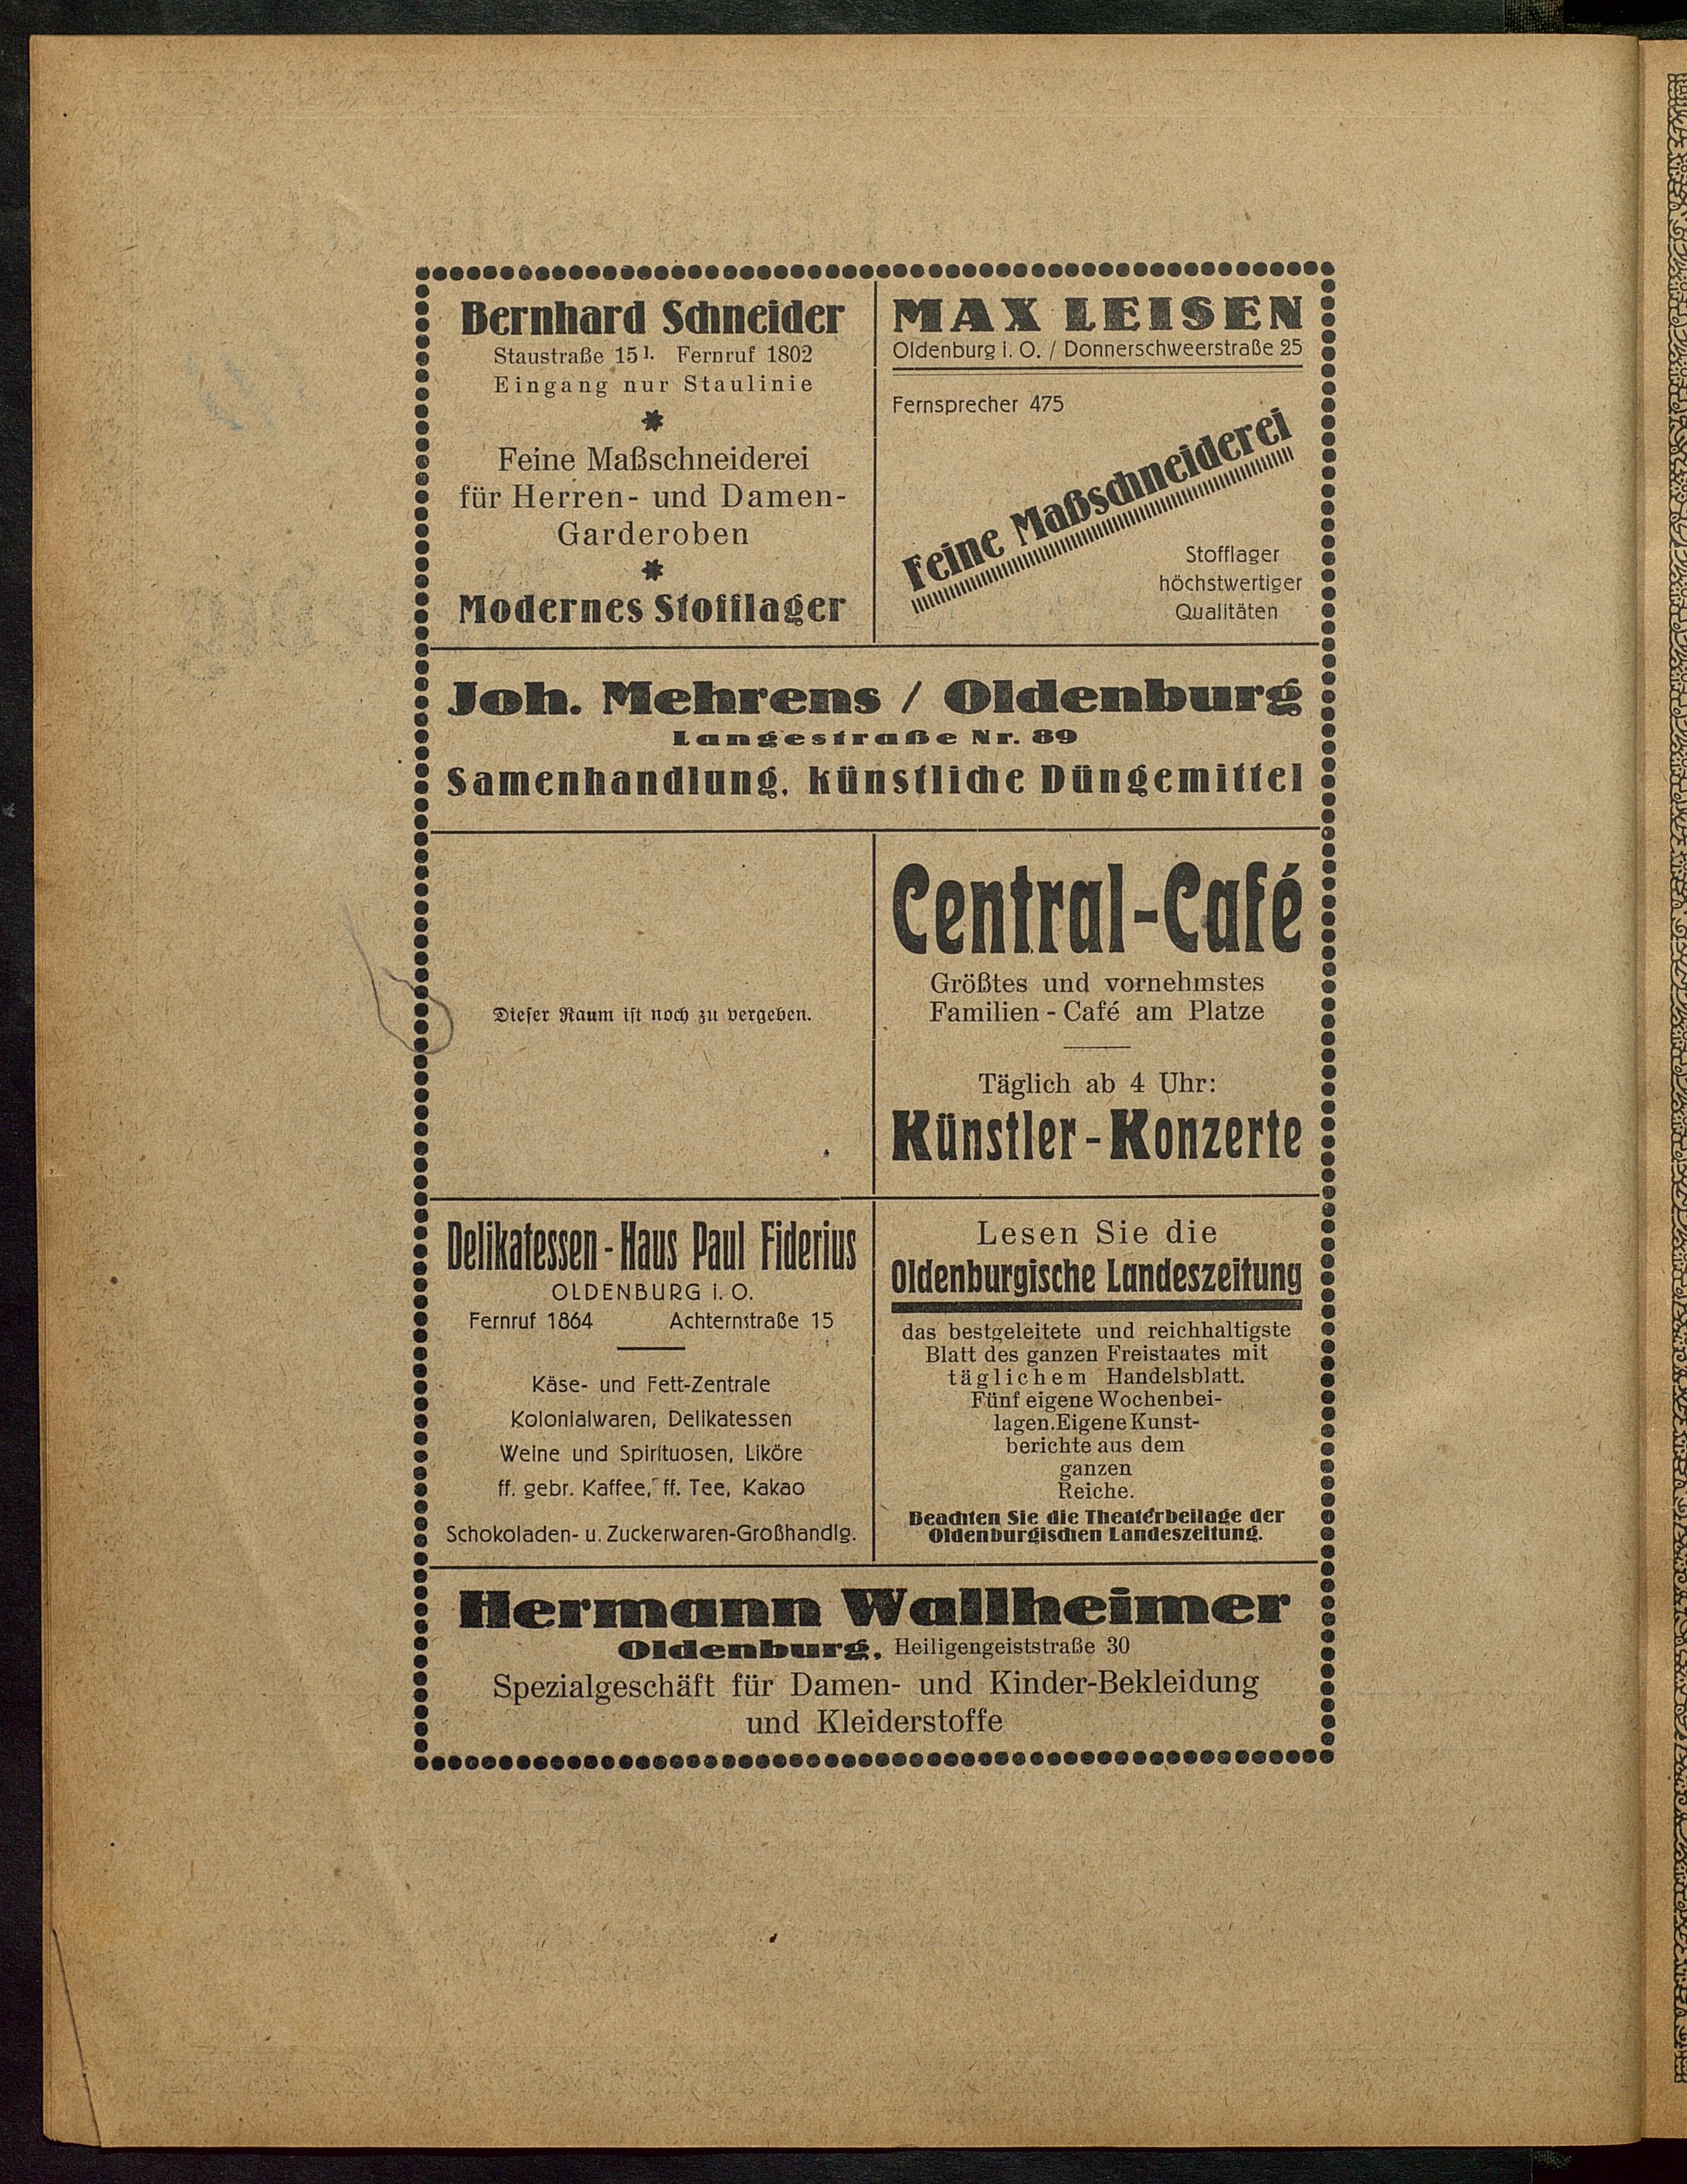 Bernhard Schneider
Staustraße 15 I. Fernruf 1802
Eingang nur Staulinie
Feine Maßschneiderei
für Herren- und Damen-
Garderoben
Modernes Stofflager
MAX LEISEN
Oldenburg i. O. / Donnerschweerstraße 25
Fernsprecher 475
Feine Maßschneiderei
Stofflager
höchstwertiger
Qualitäten
Joh. Mehrens / Oldenburg
Langestraße Nr. 89
Samenhandlung, künstliche Düngemittel
Dieser Raum ist noch zu vergeben.
Central-Café
Größtes und vornehmstes
Familien - Café am Platze
Täglich ab 4 Uhr:
Künstler-Konzerte
Delikatessen-Haus Paul Fiderius
OLDENBURG i. O.
Fernruf 1864 Achternstraße 15
Käse- und Fett-Zentrale
Kolonialwaren, Delikatessen
Weine und Spirituosen, Liköre
ff. gebr. Kaffee, ff. Tee, Kakao
Schokoladen- u. Zuckerwaren-Großhandlg.
Lesen Sie die
Oldenburgische Landeszeitung
das bestgeleitete und reichhaltigste
Blatt des ganzen Freistaates mit
täglichem Handelsblatt.
Fünf eigene Wochenbei-
lagen. Eigene Kunst-
berichte aus dem
ganzen
Reiche.
Beachten Sie die Theaterbeilage der
Oldenburgischen Landeszeitung.
Hermann Wallheimer
Oldenburg, Heiligengeiststraße 30
Spezialgeschäft für Damen- und Kinder-Bekleidung
und Kleiderstoffe